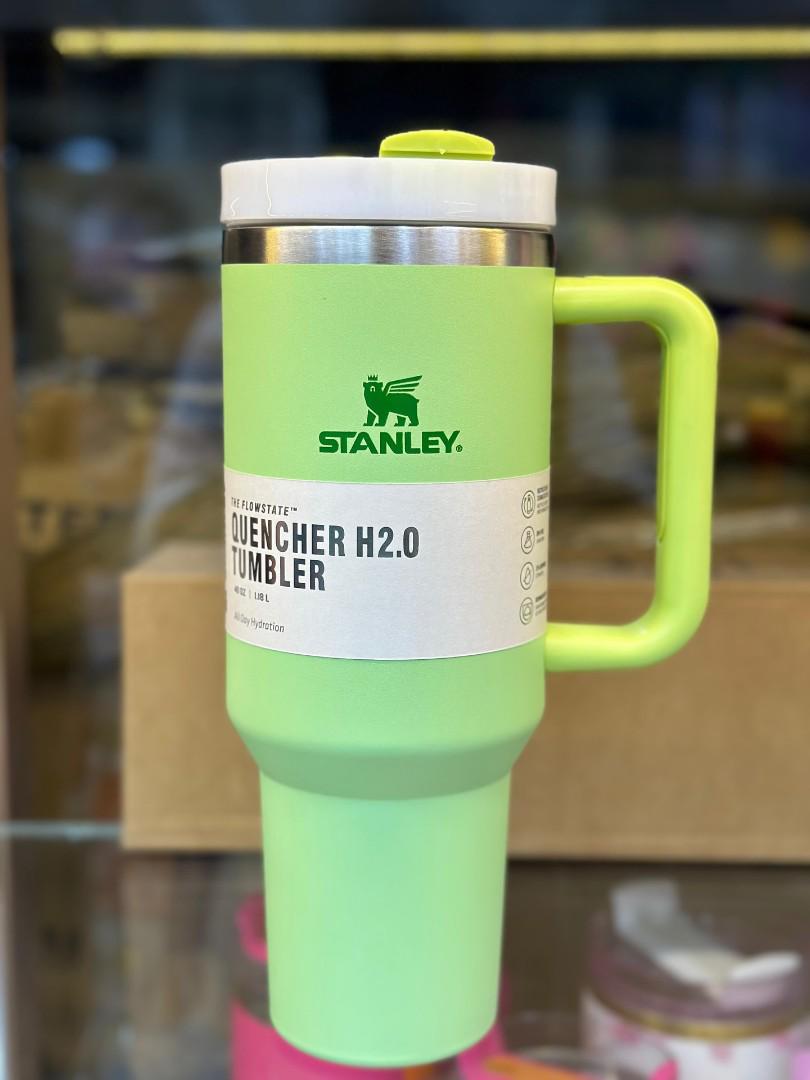 STANLEY®
THE FLOWSTATE™
QUENCHER H2.0
TUMBLER
40 OZ | 1.18 L
All Day Hydration